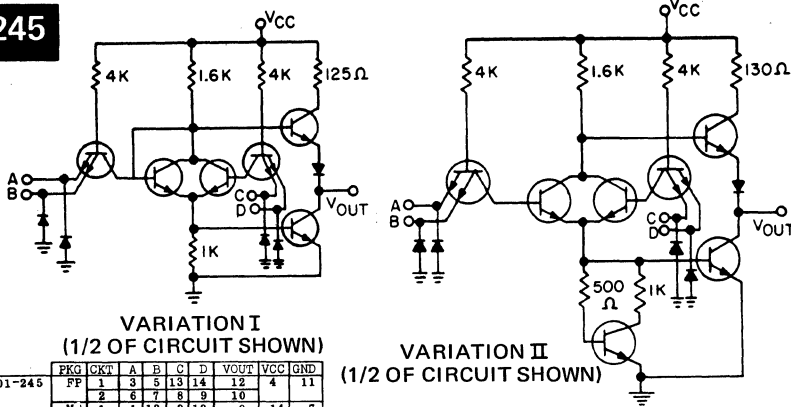 245
VCC
4K
1.6K
4K
125Ω
A
B
C
D
VOUT
1K
VARIATION I
(1/2 OF CIRCUIT SHOWN)
VCC
4K
1.6K
4K
130Ω
A
B
C
D
VOUT
500
Ω
1K
VARIATION II
(1/2 OF CIRCUIT SHOWN)
PKG CKT A B C D VOUT VCC GND
01-245 FP 1 3 5 13 14 12 4 11
2 6 7 8 9 10